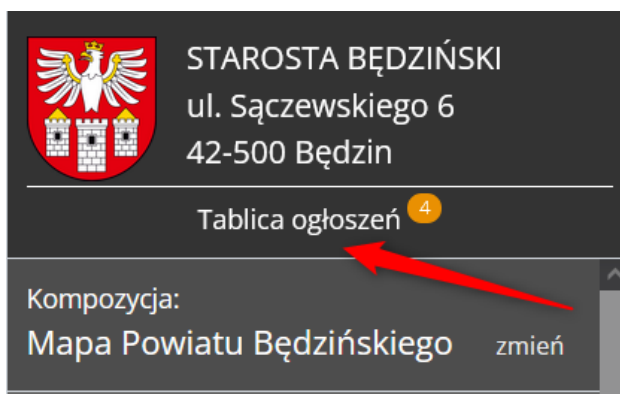 STAROSTA BĘDZIŃSKI
ul. Sączewskiego 6
42-500 Będzin
Tablica ogłoszeń 4
Kompozycja:
Mapa Powiatu Będzińskiego zmień